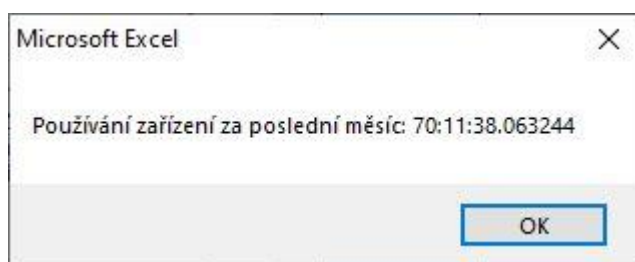 Microsoft Excel
Používání zařízení za poslední měsíc: 70:11:38.063244
OK